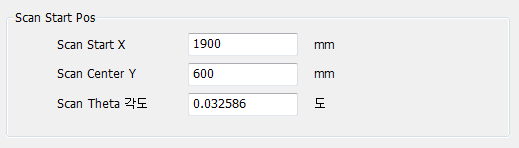 Scan Start Pos
Scan Start X 1900 mm
Scan Center Y 600 mm
Scan Theta 각도 0.032586 도